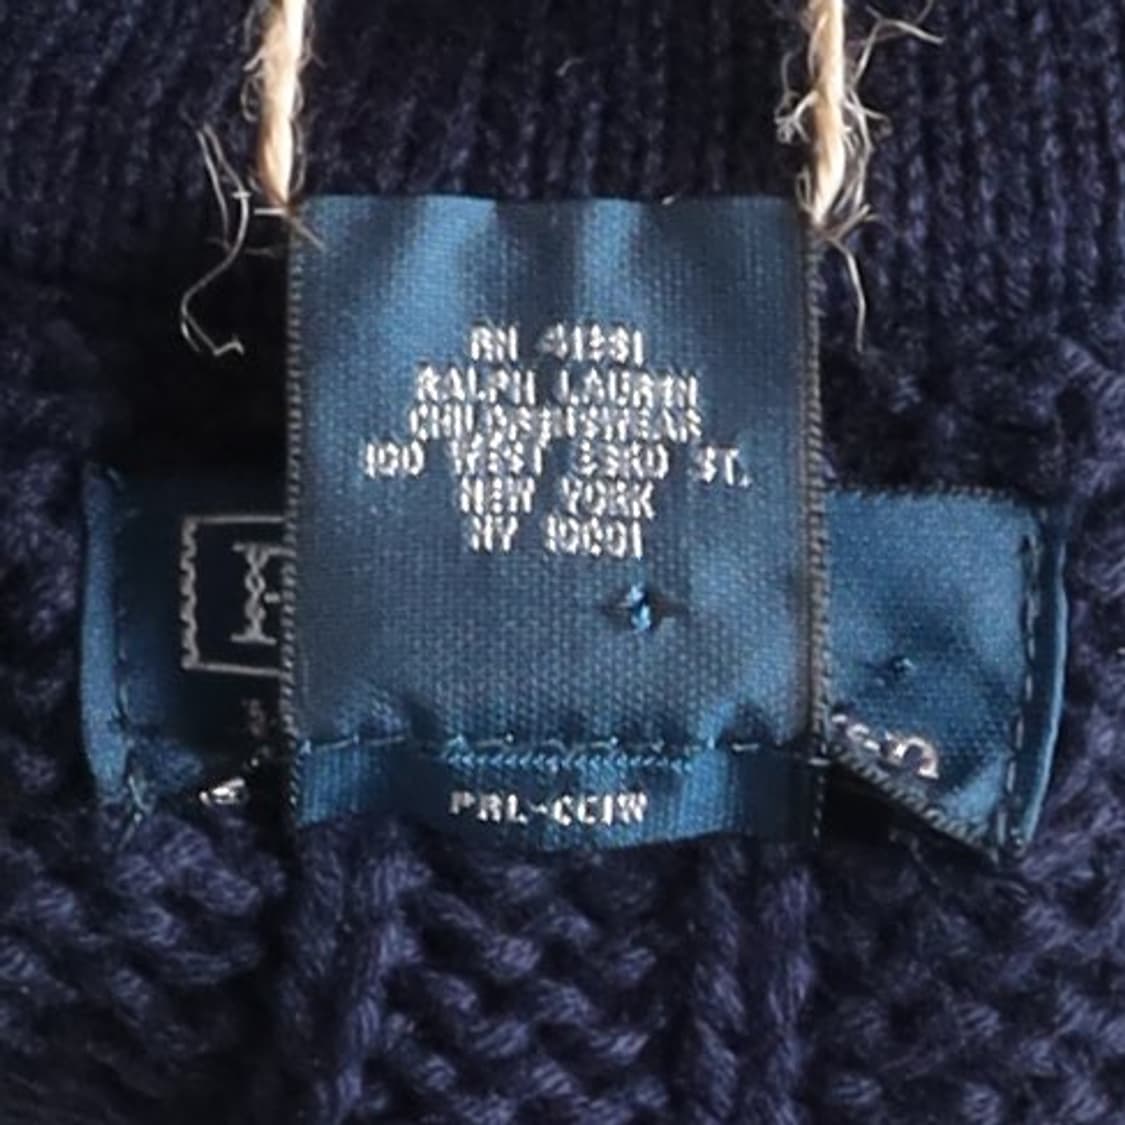 RN 41381
RALPH LAUREN
CHILDRENSWEAR
100 WEST 33RD ST.
NEW YORK
NY 10001
PRL-CCIW